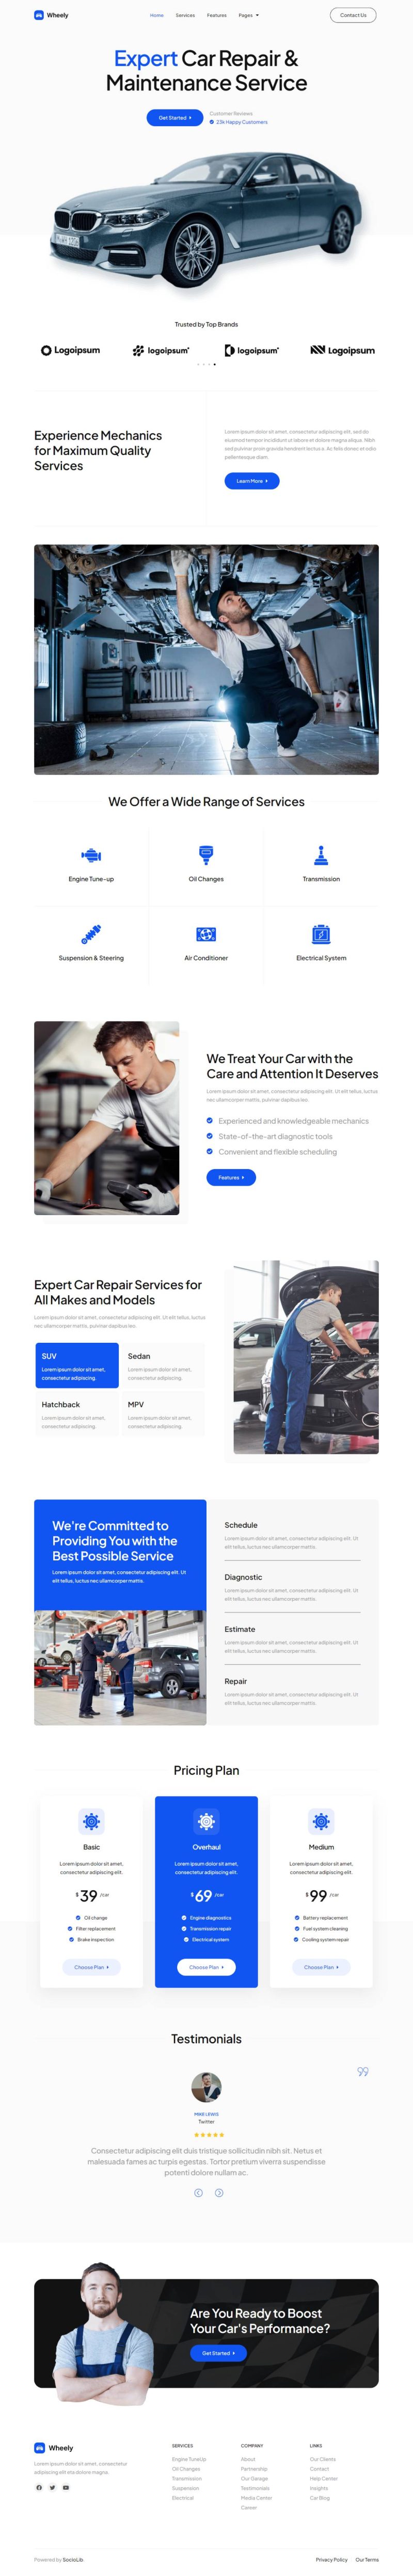 Wheely
Home Services Features Pages
Contact Us
Expert Car Repair &
Maintenance Service
Get Started
Customer Reviews
23k Happy Customers
Trusted by Top Brands
Logoipsum
logoipsum
logoipsum
Logoipsum
Experience Mechanics
for Maximum Quality
Services
Lorem ipsum dolor sit amet, consectetur adipiscing elit, sed do
eiusmod tempor incididunt ut labore et dolore magna aliqua. Nibh
sed pulvinar proin gravida hendrerit lectus a. Ac felis donec et odio
pellentesque diam.
Learn More
We Offer a Wide Range of Services
Engine Tune-up
Oil Changes
Transmission
Suspension & Steering
Air Conditioner
Electrical System
We Treat Your Car with the
Care and Attention It Deserves
Lorem ipsum dolor sit amet, consectetur adipiscing elit. Ut elit tellus, luctus
nec ullamcorper mattis, pulvinar dapibus leo.
Experienced and knowledgeable mechanics
State-of-the-art diagnostic tools
Convenient and flexible scheduling
Features
Expert Car Repair Services for
All Makes and Models
Lorem ipsum dolor sit amet, consectetur adipiscing elit. Ut elit tellus, luctus
nec ullamcorper mattis, pulvinar dapibus leo.
SUV
Lorem ipsum dolor sit amet,
consectetur adipiscing.
Sedan
Lorem ipsum dolor sit amet,
consectetur adipiscing.
Hatchback
Lorem ipsum dolor sit amet,
consectetur adipiscing.
MPV
Lorem ipsum dolor sit amet,
consectetur adipiscing.
We're Committed to
Providing You with the
Best Possible Service
Lorem ipsum dolor sit amet, consectetur adipiscing elit. Ut
elit tellus, luctus nec ullamcorper mattis.
Schedule
Lorem ipsum dolor sit amet, consectetur adipiscing elit. Ut
elit tellus, luctus nec ullamcorper mattis.
Diagnostic
Lorem ipsum dolor sit amet, consectetur adipiscing elit. Ut
elit tellus, luctus nec ullamcorper mattis.
Estimate
Lorem ipsum dolor sit amet, consectetur adipiscing elit. Ut
elit tellus, luctus nec ullamcorper mattis.
Repair
Lorem ipsum dolor sit amet, consectetur adipiscing elit. Ut
elit tellus, luctus nec ullamcorper mattis.
Pricing Plan
Basic
Lorem ipsum dolor sit amet,
consectetur adipiscing elit.
$ 39 /car
Oil change
Filter replacement
Brake inspection
Choose Plan
Overhaul
Lorem ipsum dolor sit amet,
consectetur adipiscing elit.
$ 69 /car
Engine diagnostics
Transmission repair
Electrical system
Choose Plan
Medium
Lorem ipsum dolor sit amet,
consectetur adipiscing elit.
$ 99 /car
Battery replacement
Fuel system cleaning
Cooling system repair
Choose Plan
Testimonials
MIKE LEWIS
Twitter
Consectetur adipiscing elit duis tristique sollicitudin nibh sit. Netus et
malesuada fames ac turpis egestas. Tortor pretium viverra suspendisse
potenti dolore nullam ac.
Are You Ready to Boost
Your Car's Performance?
Get Started
Wheely
Lorem ipsum dolor sit amet, consectetur
adipiscing elit sita dolore magna.
SERVICES
Engine TuneUp
Oil Changes
Transmission
Suspension
Electrical
COMPANY
About
Partnership
Our Garage
Testimonials
Media Center
Career
LINKS
Our Clients
Contact
Help Center
Insights
Car Blog
Powered by SocioLib.
Privacy Policy Our Terms